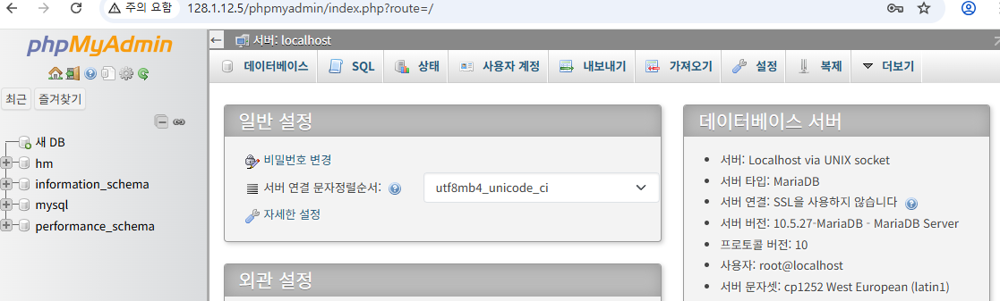 주의 요함 128.1.12.5/phpmyadmin/index.php?route=/
phpMyAdmin
최근 즐겨찾기
새 DB
hm
information_schema
mysql
performance_schema
서버: localhost
데이터베이스 SQL 상태 사용자 계정 내보내기 가져오기 설정 복제 더보기
일반 설정
비밀번호 변경
서버 연결 문자정렬순서: utf8mb4_unicode_ci
자세한 설정
외관 설정
데이터베이스 서버
서버: Localhost via UNIX socket
서버 타입: MariaDB
서버 연결: SSL을 사용하지 않습니다
서버 버전: 10.5.27-MariaDB - MariaDB Server
프로토콜 버전: 10
사용자: root@localhost
서버 문자셋: cp1252 West European (latin1)